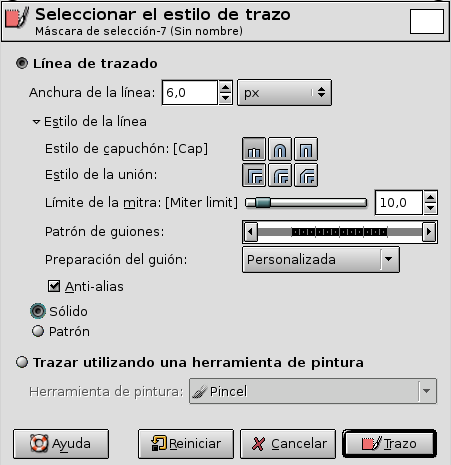 Seleccionar el estilo de trazo
Máscara de selección-7 (Sin nombre)
Línea de trazado
Anchura de la línea: 6,0 px
Estilo de la línea
Estilo de capuchón: [Cap]
Estilo de la unión:
Límite de la mitra: [Miter limit] 10,0
Patrón de guiones:
Preparación del guión: Personalizada
Anti-alias
Sólido
Patrón
Trazar utilizando una herramienta de pintura
Herramienta de pintura: Pincel
Ayuda Reiniciar Cancelar Trazo